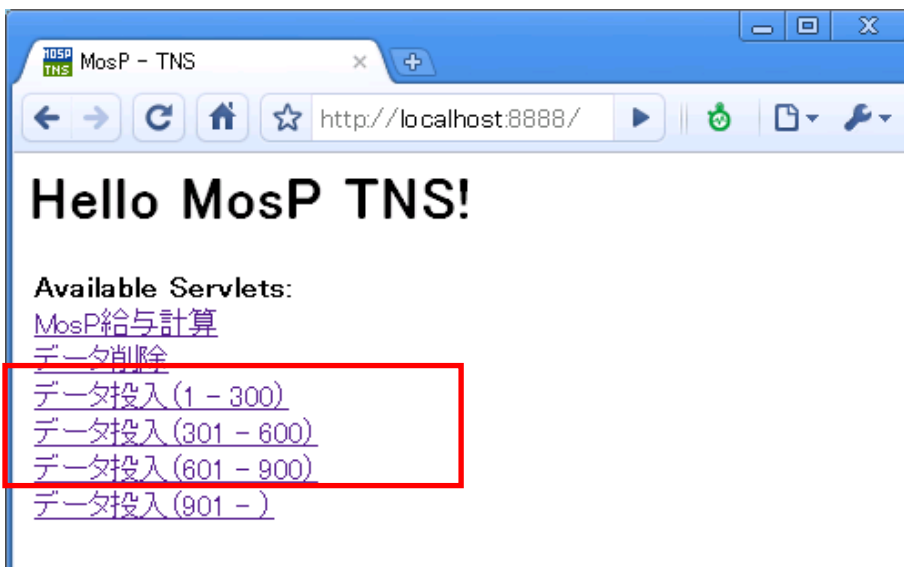 MOSP
TNS
MosP - TNS
http://localhost:8888/
Hello MosP TNS!
Available Servlets:
MosP給与計算
データ削除
データ投入(1 - 300)
データ投入(301 - 600)
データ投入(601 - 900)
データ投入(901 - )